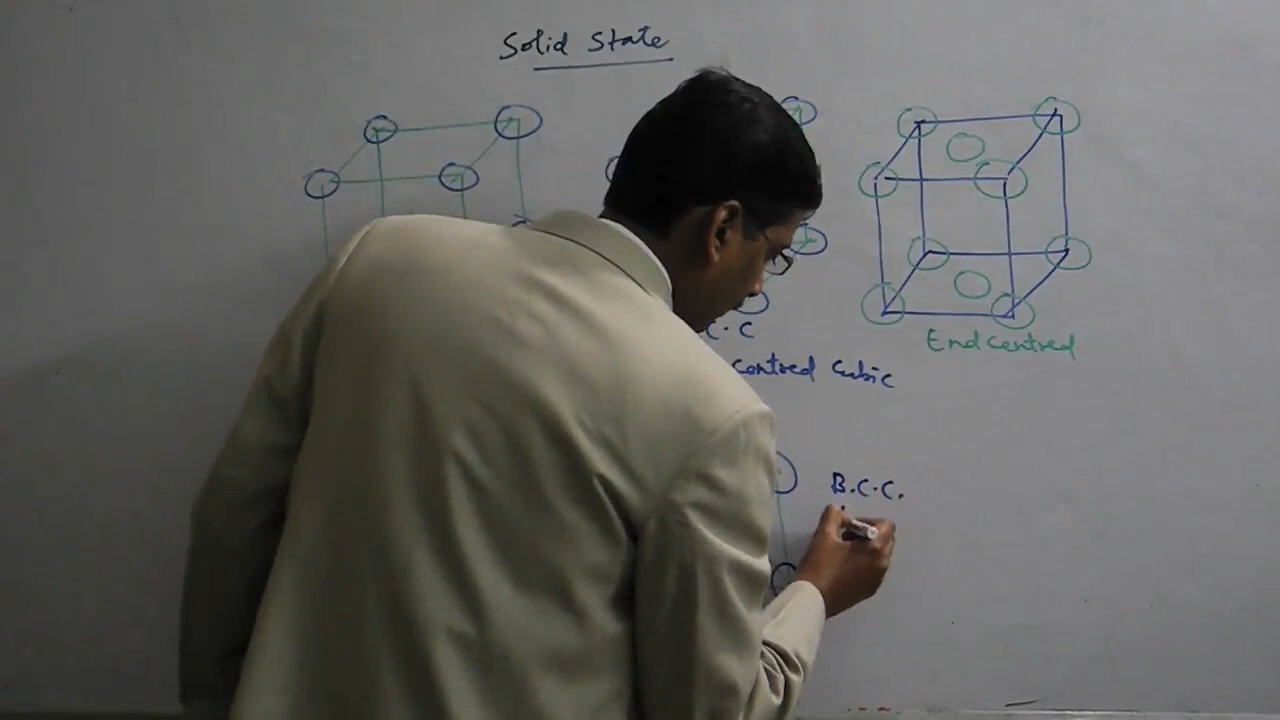 Solid State
End centred
C.C
centred Cubic
B.C.C.